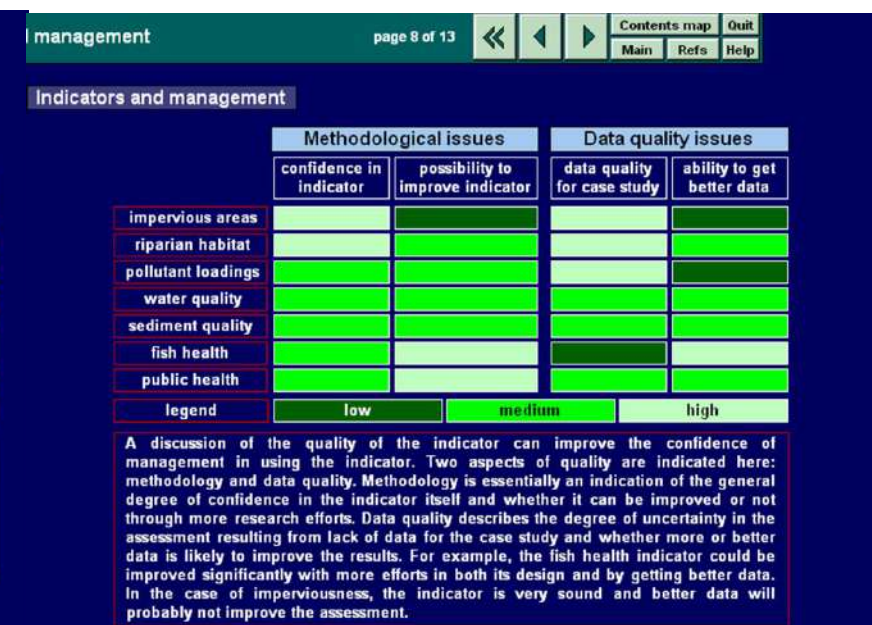 l management
page 8 of 13
Contents map Quit
Main Refs Help
Indicators and management
Methodological issues Data quality issues
confidence in indicator possibility to improve indicator data quality for case study ability to get better data
impervious areas
riparian habitat
pollutant loadings
water quality
sediment quality
fish health
public health
legend low medium high
A discussion of the quality of the indicator can improve the confidence of
management in using the indicator. Two aspects of quality are indicated here:
methodology and data quality. Methodology is essentially an indication of the general
degree of confidence in the indicator itself and whether it can be improved or not
through more research efforts. Data quality describes the degree of uncertainty in the
assessment resulting from lack of data for the case study and whether more or better
data is likely to improve the results. For example, the fish health indicator could be
improved significantly with more efforts in both its design and by getting better data.
In the case of imperviousness, the indicator is very sound and better data will
probably not improve the assessment.